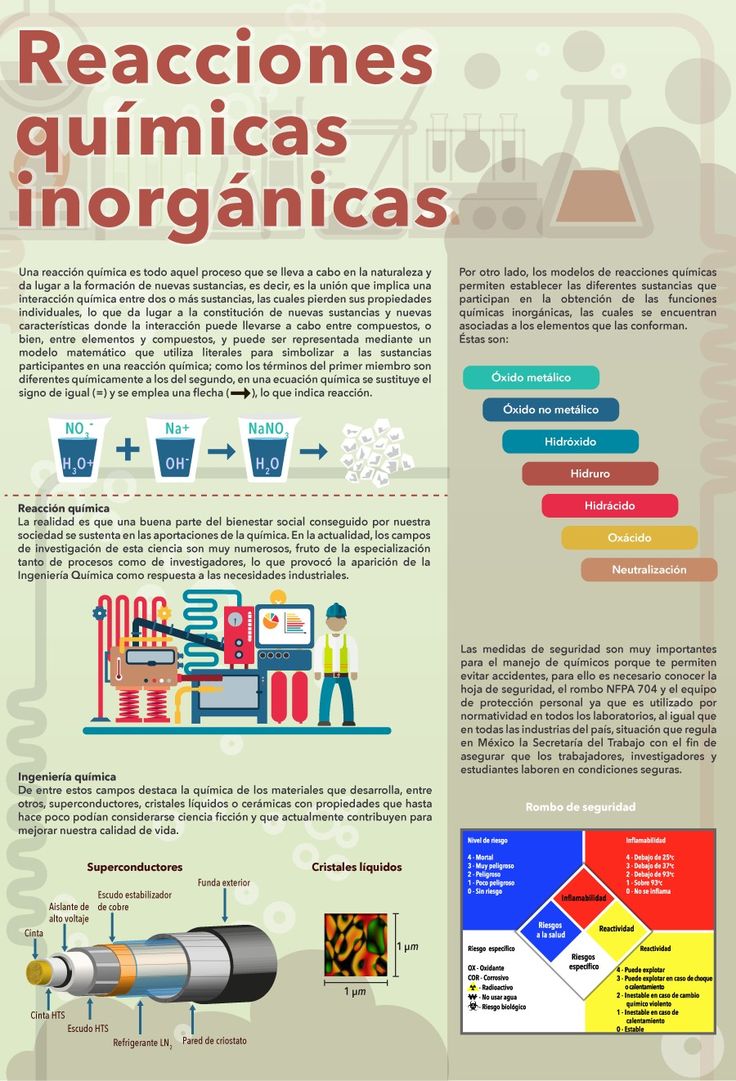 Reacciones
químicas
inorgánicas
Una reacción química es todo aquel proceso que se lleva a cabo en la naturaleza y
da lugar a la formación de nuevas sustancias, es decir, es la unión que implica una
interacción química entre dos o más sustancias, las cuales pierden sus propiedades
individuales, lo que da lugar a la constitución de nuevas sustancias y nuevas
características donde la interacción puede llevarse a cabo entre compuestos, o
bien, entre elementos y compuestos, y puede ser representada mediante un
modelo matemático que utiliza literales para simbolizar a las sustancias
participantes en una reacción química; como los términos del primer miembro son
diferentes químicamente a los del segundo, en una ecuación química se sustituye el
signo de igual (=) y se emplea una flecha (→), lo que indica reacción.
NO₃⁻
H₃O+
+
Na+
OH⁻
NaNO₃
H₂O
Reacción química
La realidad es que una buena parte del bienestar social conseguido por nuestra
sociedad se sustenta en las aportaciones de la química. En la actualidad, los campos
de investigación de esta ciencia son muy numerosos, fruto de la especialización
tanto de procesos como de investigadores, lo que provocó la aparición de la
Ingeniería Química como respuesta a las necesidades industriales.
Ingeniería química
De entre estos campos destaca la química de los materiales que desarrolla, entre
otros, superconductores, cristales líquidos o cerámicas con propiedades que hasta
hace poco podían considerarse ciencia ficción y que actualmente contribuyen para
mejorar nuestra calidad de vida.
Superconductores
Funda exterior
Escudo estabilizador
de cobre
Aislante de
alto voltaje
Cinta
Cinta HTS
Escudo HTS
Refrigerante LN₂
Pared de criostato
Cristales líquidos
1 μm
1 μm
Por otro lado, los modelos de reacciones químicas
permiten establecer las diferentes sustancias que
participan en la obtención de las funciones
químicas inorgánicas, las cuales se encuentran
asociadas a los elementos que las conforman.
Éstas son:
Óxido metálico
Óxido no metálico
Hidróxido
Hidruro
Hidrácido
Oxácido
Neutralización
Las medidas de seguridad son muy importantes
para el manejo de químicos porque te permiten
evitar accidentes, para ello es necesario conocer la
hoja de seguridad, el rombo NFPA 704 y el equipo
de protección personal ya que es utilizado por
normatividad en todos los laboratorios, al igual que
en todas las industrias del país, situación que regula
en México la Secretaría del Trabajo con el fin de
asegurar que los trabajadores, investigadores y
estudiantes laboren en condiciones seguras.
Rombo de seguridad
Nivel de riesgo
4 - Mortal
3 - Muy peligroso
2 - Peligroso
1 - Poco peligroso
0 - Sin riesgo
Inflamabilidad
4 - Debajo de 25ºc
3 - Debajo de 37ºc
2 - Debajo de 93ºc
1 - Sobre 93ºc
0 - No se inflama
Inflamabilidad
Riesgos
a la salud
Reactividad
Riesgos
específico
Riesgo específico
OX - Oxidante
COR - Corrosivo
- Radioactivo
W - No usar agua
- Riesgo biológico
Reactividad
4 - Puede explotar
3 - Puede explotar en caso de choque
o calentamiento
2 - Inestable en caso de cambio
químico violento
1 - Inestable en caso de
calentamiento
0 - Estable